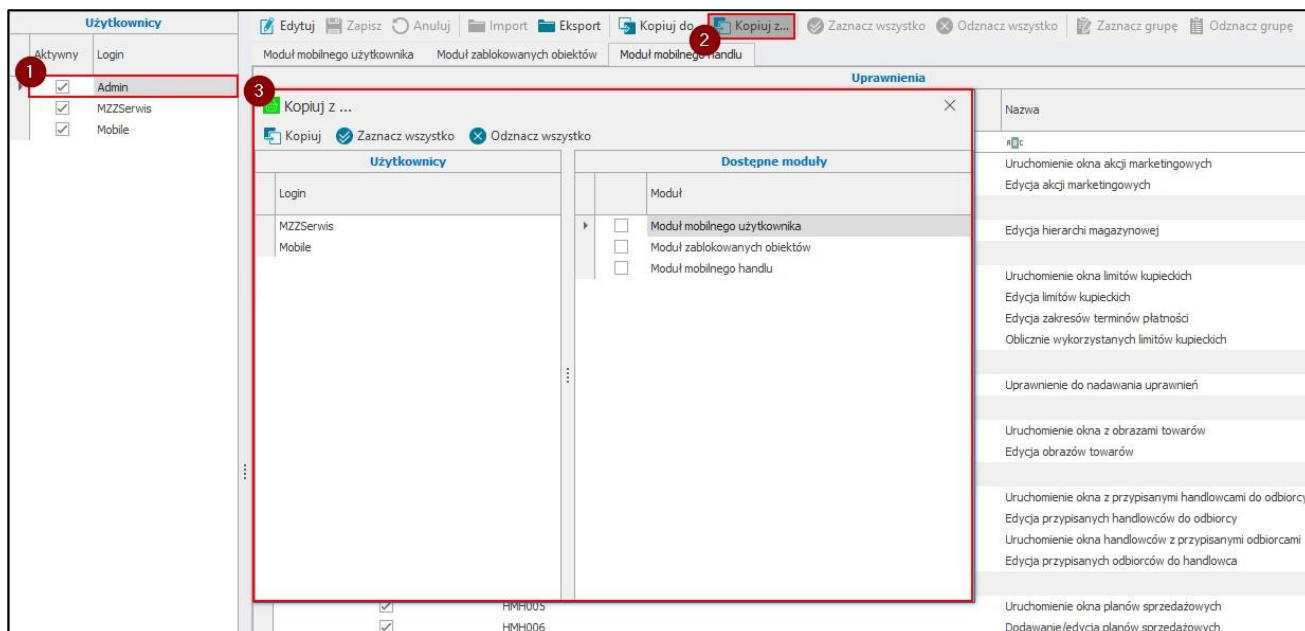 Użytkownicy
Aktywny Login
1
Admin
MZZSerwis
Mobile
Edytuj Zapisz Anuluj Import Eksport Kopiuj do Kopiuj z... Zaznacz wszystko Odznacz wszystko Zaznacz grupę Odznacz grupę
2
Moduł mobilnego użytkownika Moduł zablokowanych obiektów Moduł mobilnego handlu
Uprawnienia
3
Kopiuj z ...
Kopiuj Zaznacz wszystko Odznacz wszystko
Użytkownicy
Login
MZZSerwis
Mobile
Dostępne moduły
Moduł
Moduł mobilnego użytkownika
Moduł zablokowanych obiektów
Moduł mobilnego handlu
Nazwa
Uruchomienie okna akcji marketingowych
Edycja akcji marketingowych
Edycja hierarchi magazynowej
Uruchomienie okna limitów kupieckich
Edycja limitów kupieckich
Edycja zakresów terminów płatności
Oblicznie wykorzystanych limitów kupieckich
Uprawnienie do nadawania uprawnień
Uruchomienie okna z obrazami towarów
Edycja obrazów towarów
Uruchomienie okna z przypisanymi handlowcami do odbiorcy
Edycja przypisanych handlowców do odbiorcy
Uruchomienie okna handlowców z przypisanymi odbiorcami
Edycja przypisanych odbiorców do handlowca
HMH005 Uruchomienie okna planów sprzedażowych
HMH006 Dodawanie/edycja planów sprzedażowych